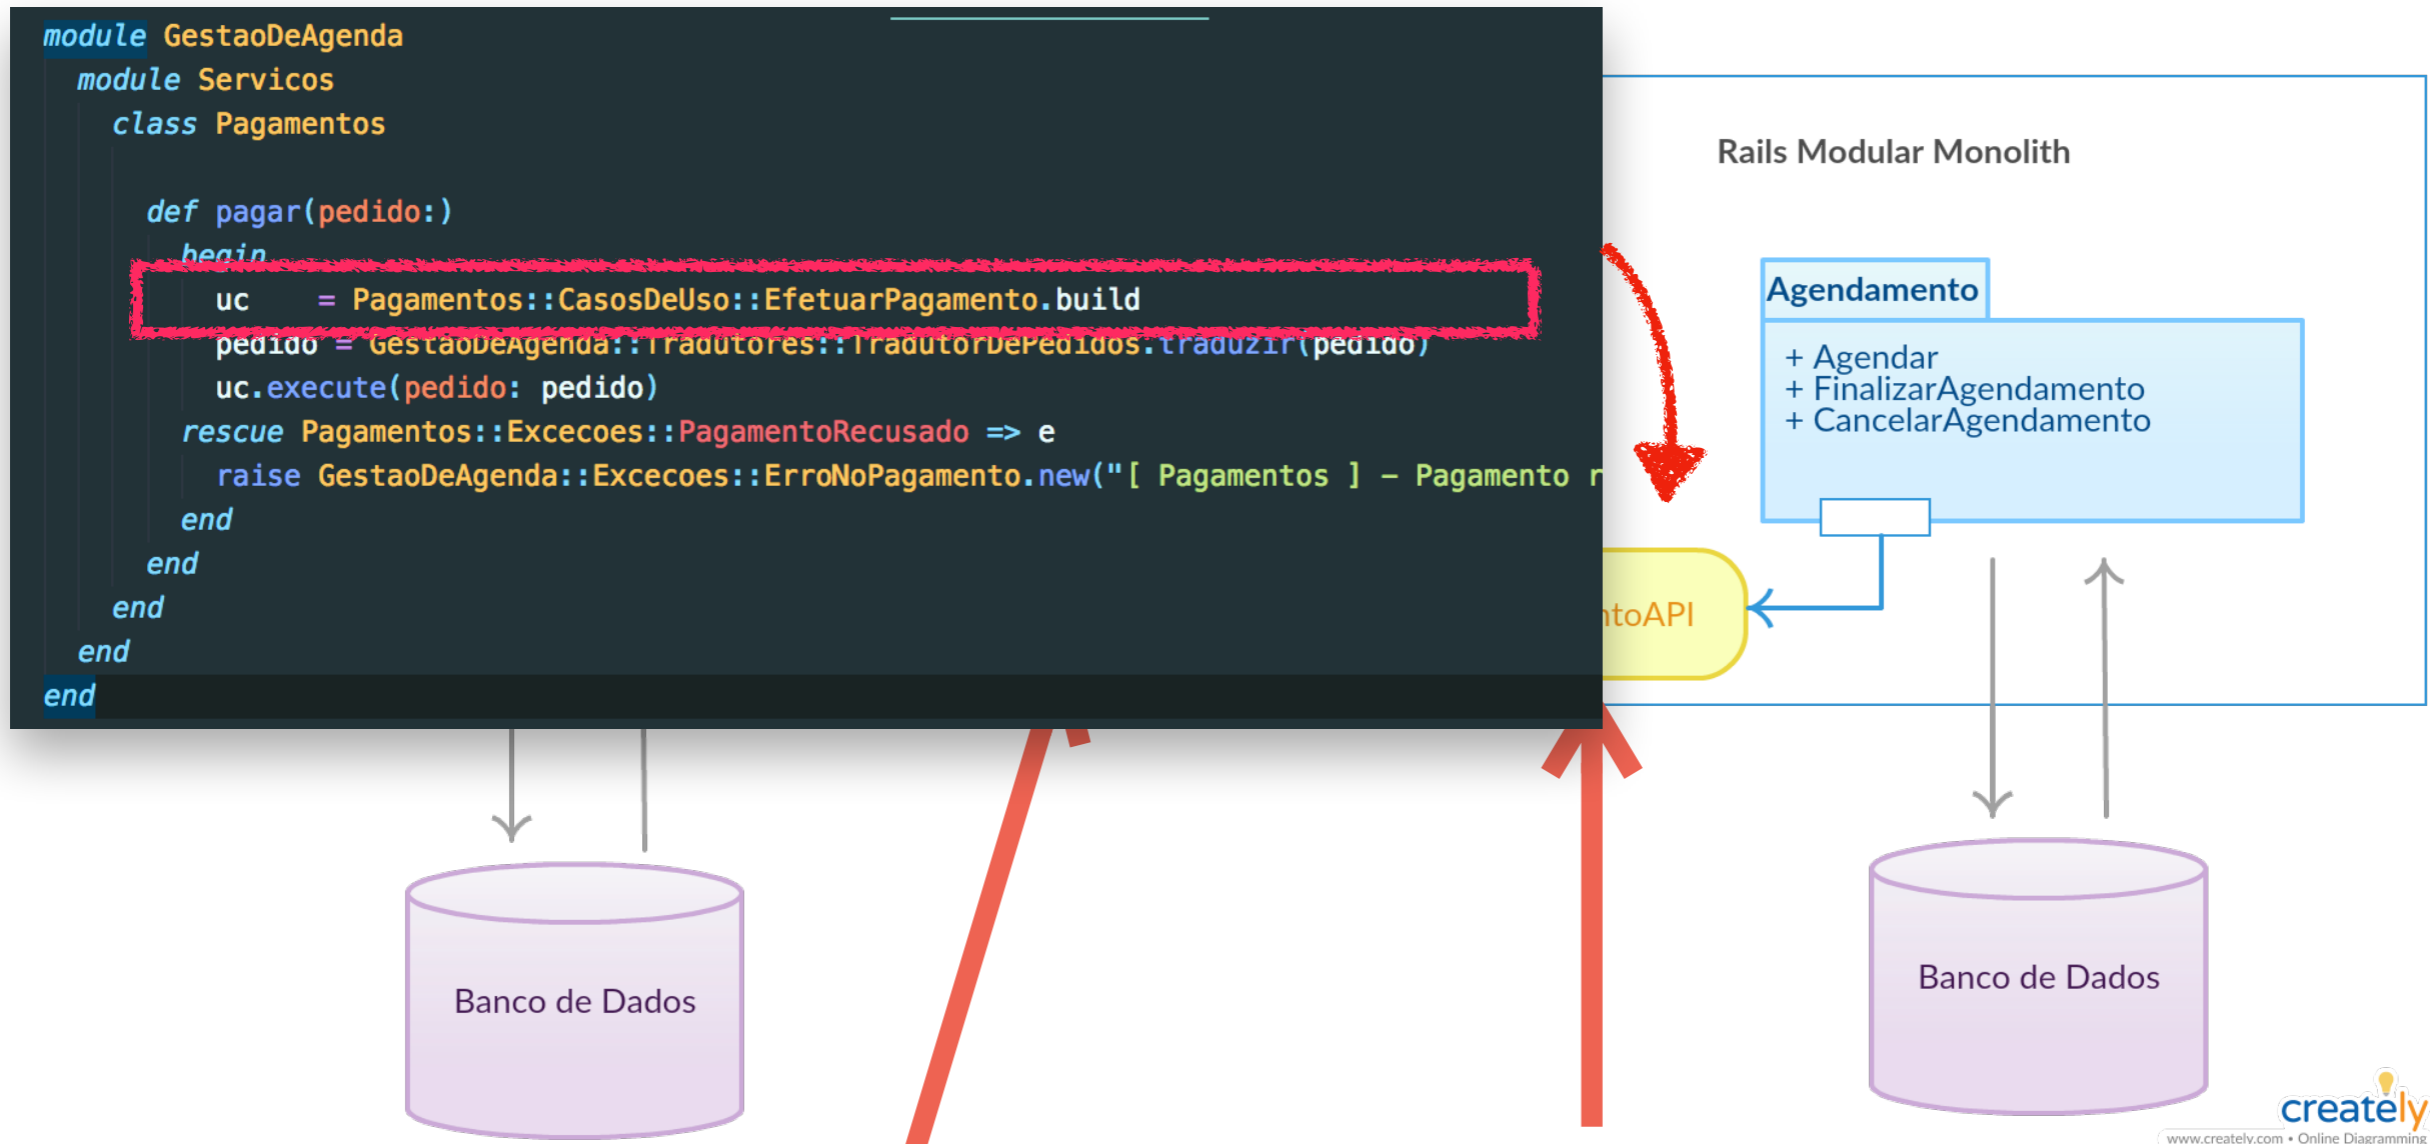 module GestaoDeAgenda
module Servicos
class Pagamentos
def pagar(pedido:)
begin
uc = Pagamentos::CasosDeUso::EfetuarPagamento.build
pedido = GestaoDeAgenda::Tradutores::TradutorDePedidos.traduzir(pedido)
uc.execute(pedido: pedido)
rescue Pagamentos::Excecoes::PagamentoRecusado => e
raise GestaoDeAgenda::Excecoes::ErroNoPagamento.new("[ Pagamentos ] – Pagamento r
end
end
end
end
end
Rails Modular Monolith
Agendamento
+ Agendar
+ FinalizarAgendamento
+ CancelarAgendamento
ntoAPI
Banco de Dados
Banco de Dados
creately
www.creately.com • Online Diagramming